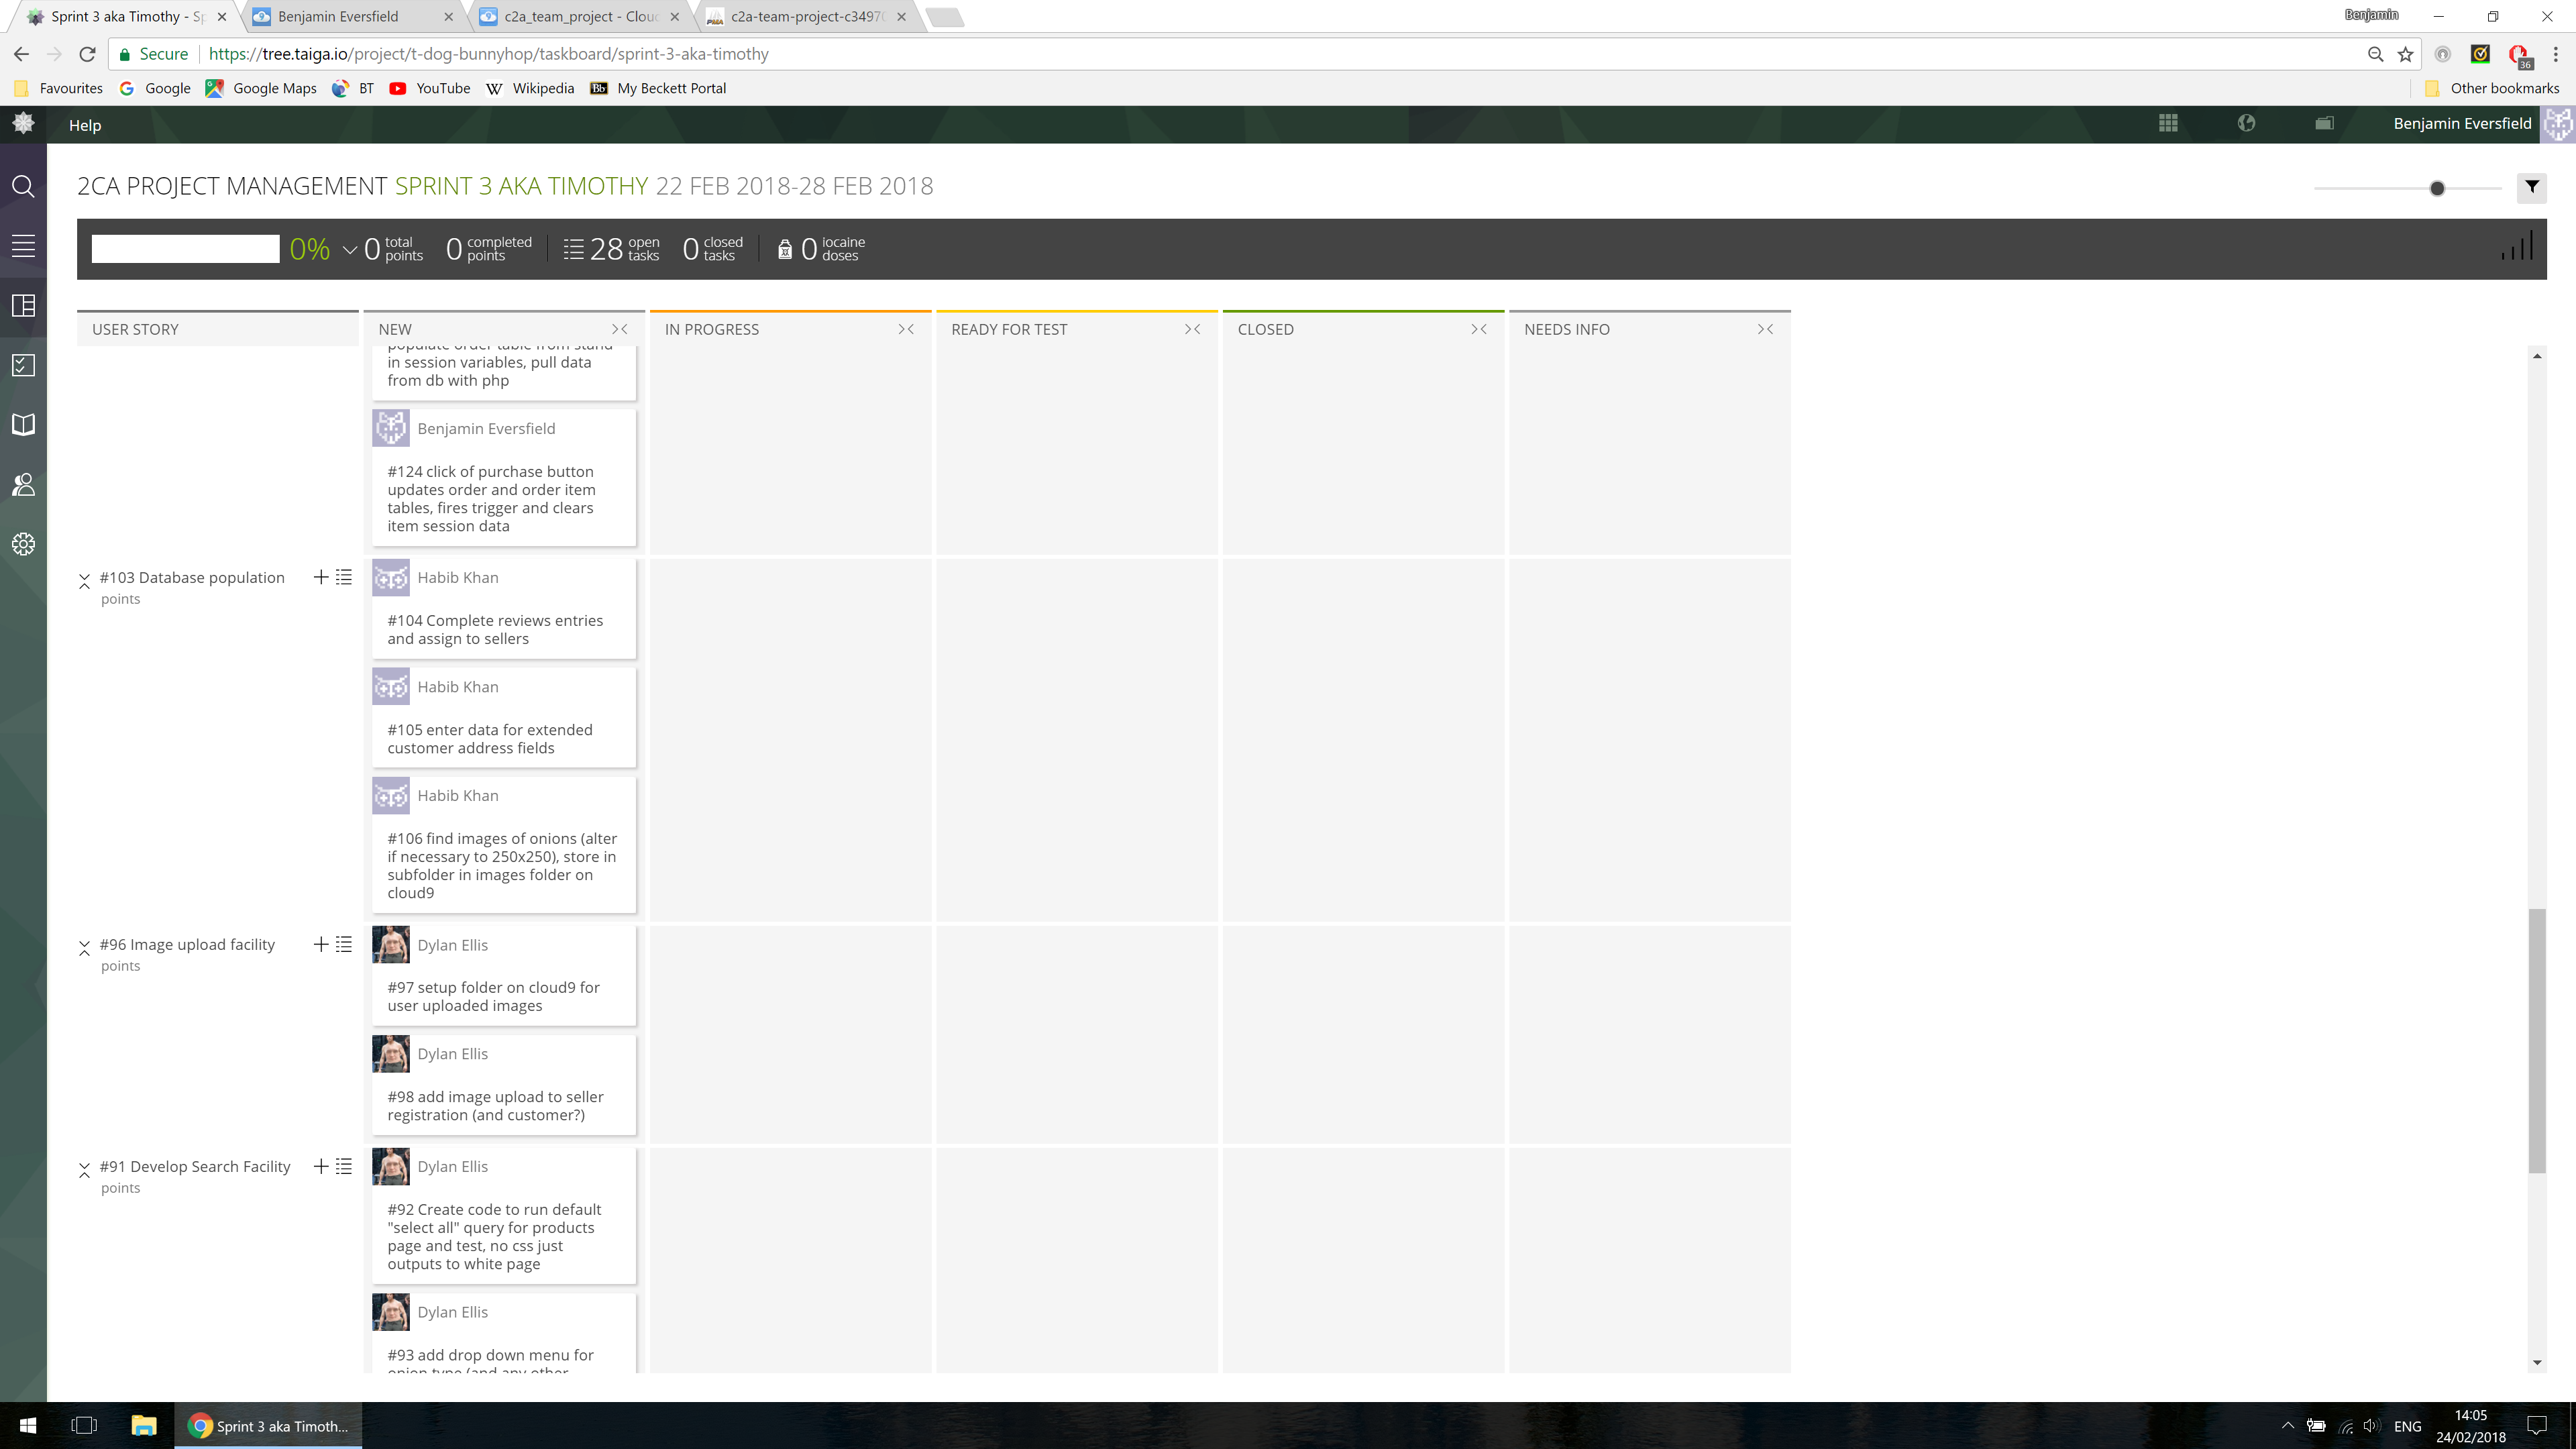 Sprint 3 aka Timothy - Sp
Benjamin Eversfield
c2a_team_project - Clou
c2a-team-project-c3497
Benjamin
Secure
https://tree.taiga.io/project/t-dog-bunnyhop/taskboard/sprint-3-aka-timothy
36
Favourites
Google
Google Maps
BT
YouTube
W Wikipedia
Bb My Beckett Portal
Other bookmarks
Help
Benjamin Eversfield
2CA PROJECT MANAGEMENT SPRINT 3 AKA TIMOTHY 22 FEB 2018-28 FEB 2018
0%
0 total points
0 completed points
28 open tasks
0 closed tasks
0 iocaine doses
USER STORY
NEW
IN PROGRESS
READY FOR TEST
CLOSED
NEEDS INFO
populate order table from stand
in session variables, pull data
from db with php
Benjamin Eversfield
#124 click of purchase button
updates order and order item
tables, fires trigger and clears
item session data
#103 Database population
points
Habib Khan
#104 Complete reviews entries
and assign to sellers
Habib Khan
#105 enter data for extended
customer address fields
Habib Khan
#106 find images of onions (alter
if necessary to 250x250), store in
subfolder in images folder on
cloud9
#96 Image upload facility
points
Dylan Ellis
#97 setup folder on cloud9 for
user uploaded images
Dylan Ellis
#98 add image upload to seller
registration (and customer?)
#91 Develop Search Facility
points
Dylan Ellis
#92 Create code to run default
"select all" query for products
page and test, no css just
outputs to white page
Dylan Ellis
#93 add drop down menu for
onion type (and any other
Sprint 3 aka Timoth...
ENG
14:05
24/02/2018